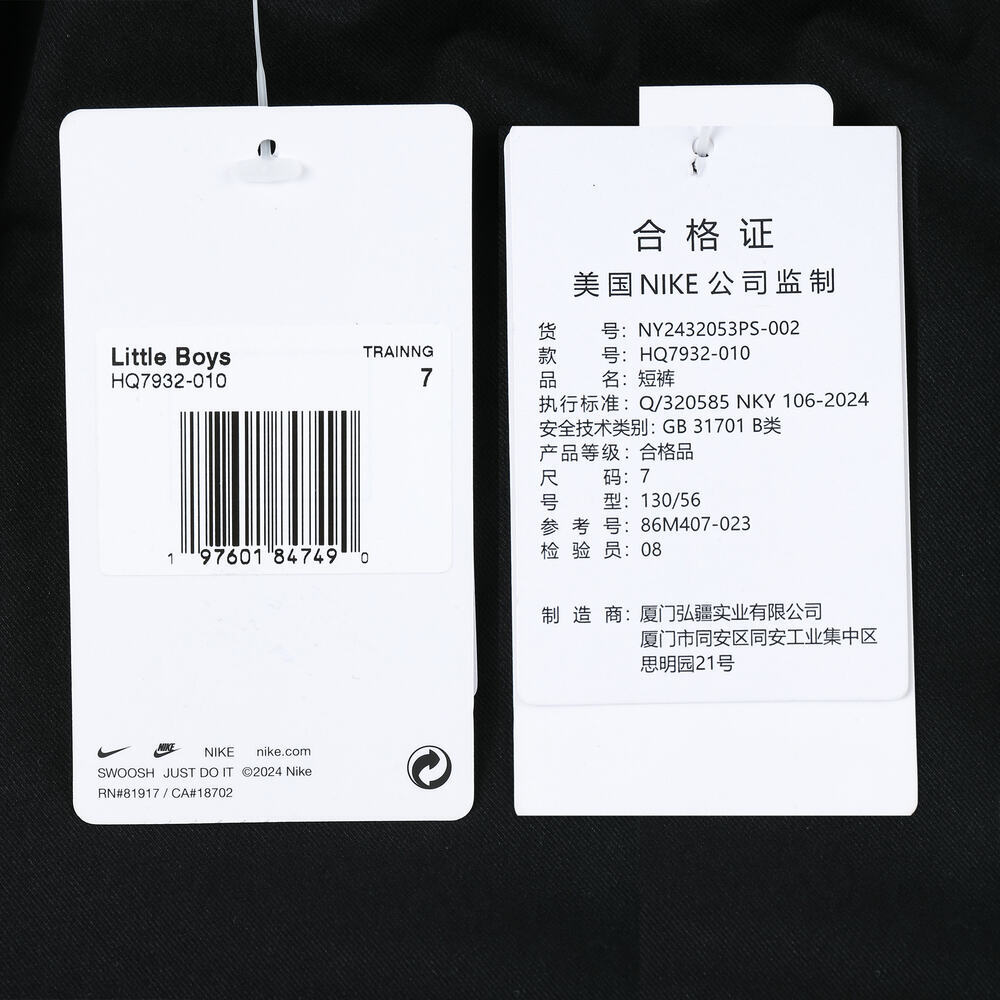 Little Boys TRAINNG
HQ7932-010 7
1 97601 84749 0
NIKE NIKE nike.com
SWOOSH JUST DO IT ©2024 Nike
RN#81917 / CA#18702
合格证
美国NIKE公司监制
货号：NY2432053PS-002
款号：HQ7932-010
品名：短裤
执行标准：Q/320585 NKY 106-2024
安全技术类别：GB 31701 B类
产品等级：合格品
尺码：7
号型：130/56
参考号：86M407-023
检验员：08
制造商：厦门弘疆实业有限公司
厦门市同安区同安工业集中区
思明园21号